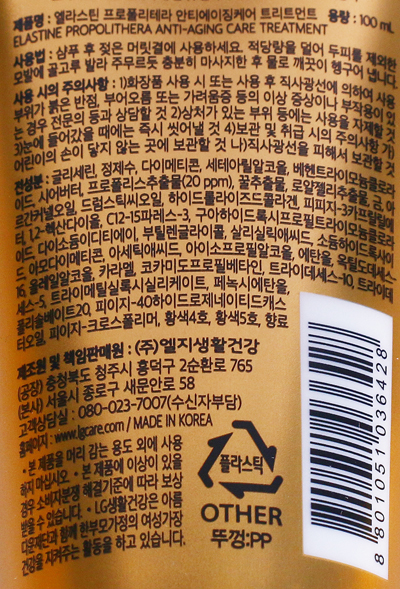 제품명 : 엘라스틴 프로폴리테라 안티에이징케어 트리트먼트 용량 : 100 mL
ELASTINE PROPOLITHERA ANTI-AGING CARE TREATMENT
사용법 : 샴푸 후 젖은 머릿결에 사용하세요. 적당량을 덜어 두피를 제외한
모발에 골고루 발라 주무르듯 충분히 마사지한 후 물로 깨끗이 헹구어 냅니다.
사용 시의 주의사항 : 1)화장품 사용 시 또는 사용 후 직사광선에 의하여 사용
부위가 붉은 반점, 부어오름 또는 가려움증 등의 이상 증상이나 부작용이 있
는 경우 전문의 등과 상담할 것 2)상처가 있는 부위 등에는 사용을 자제할 것
3)눈에 들어갔을 때에는 즉시 씻어낼 것 4)보관 및 취급 시의 주의사항 가)
어린이의 손이 닿지 않는 곳에 보관할 것 나)직사광선을 피해서 보관할 것
전성분 : 글리세린, 정제수, 다이메티콘, 세테아릴알코올, 베헨트라이모늄클로라
이드, 시어버터, 프로폴리스추출물(20 ppm), 꿀추출물, 로얄젤리추출물, 금, 아
르간커넬오일, 드럼스틱씨오일, 하이드롤라이즈드콜라겐, 피피지-3카프릴릴에
터, 1,2-헥산다이올, C12-15파레스-3, 구아하이드록시프로필트라이모늄클로라
이드, 다이소듐이디티에이, 부틸렌글라이콜, 살리실릭애씨드, 소듐하이드록사이
드, 아모다이메티콘, 아세틱애씨드, 아이소프로필알코올, 에탄올, 옥틸도데세스-
16, 올레일알코올, 카라멜, 코카미도프로필베타인, 트라이데세스-10, 트라이데
세스-5, 트라이메틸실록시실리케이트, 페녹시에탄올,
폴리솔베이트20, 피이지-40하이드로제네이티드캐스
터오일, 피이지-크로스폴리머, 황색4호, 황색5호, 향료
제조원 및 책임판매원 : (주)엘지생활건강
(공장) 충청북도 청주시 흥덕구 2순환로 765
(본사) 서울시 종로구 새문안로 58
고객상담실 : 080-023-7007(수신자부담)
홈페이지 : www.lgcare.com / MADE IN KOREA
• 본 제품을 머리 감는 용도 외에 사용
하지 마십시오 • 본 제품에 이상이 있을
경우 소비자분쟁 해결기준에 따라 보상
받을 수 있습니다. • LG생활건강은 아름
다운재단과 함께 한부모가정의 여성가장
건강을 지켜주는 활동을 하고 있습니다.
플라스틱
OTHER
뚜껑:PP
8 801051 036428